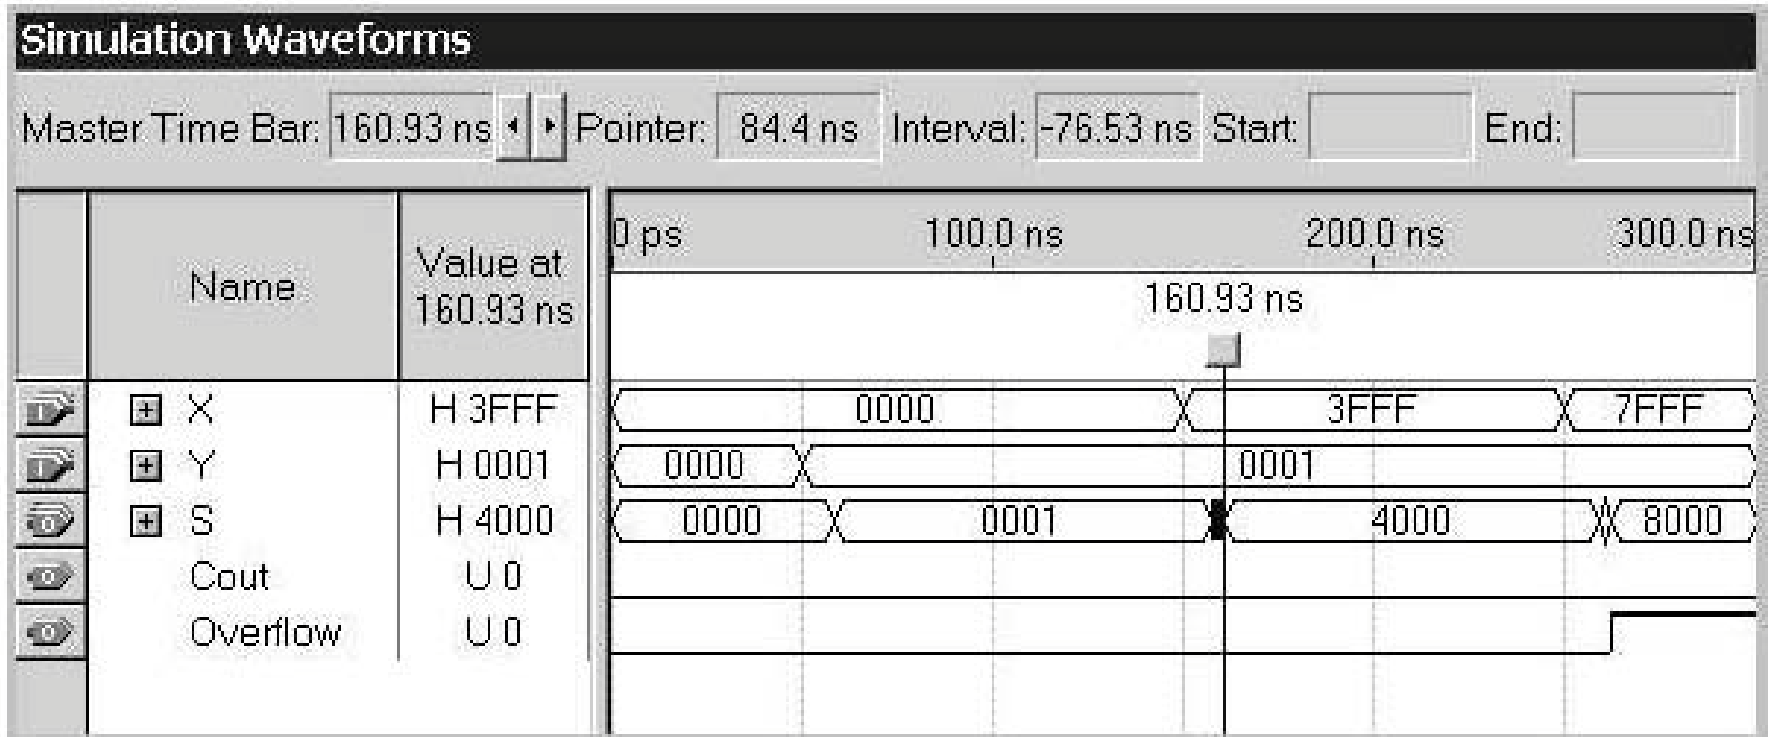 Simulation Waveforms
Master Time Bar: 160.93 ns Pointer: 84.4 ns Interval: -76.53 ns Start: End:
Name Value at 160.93 ns 0 ps 100.0 ns 200.0 ns 300.0 ns
160.93 ns
X H 3FFF 0000 3FFF 7FFF
Y H 0001 0000 0001
S H 4000 0000 0001 4000 8000
Cout U 0
Overflow U 0